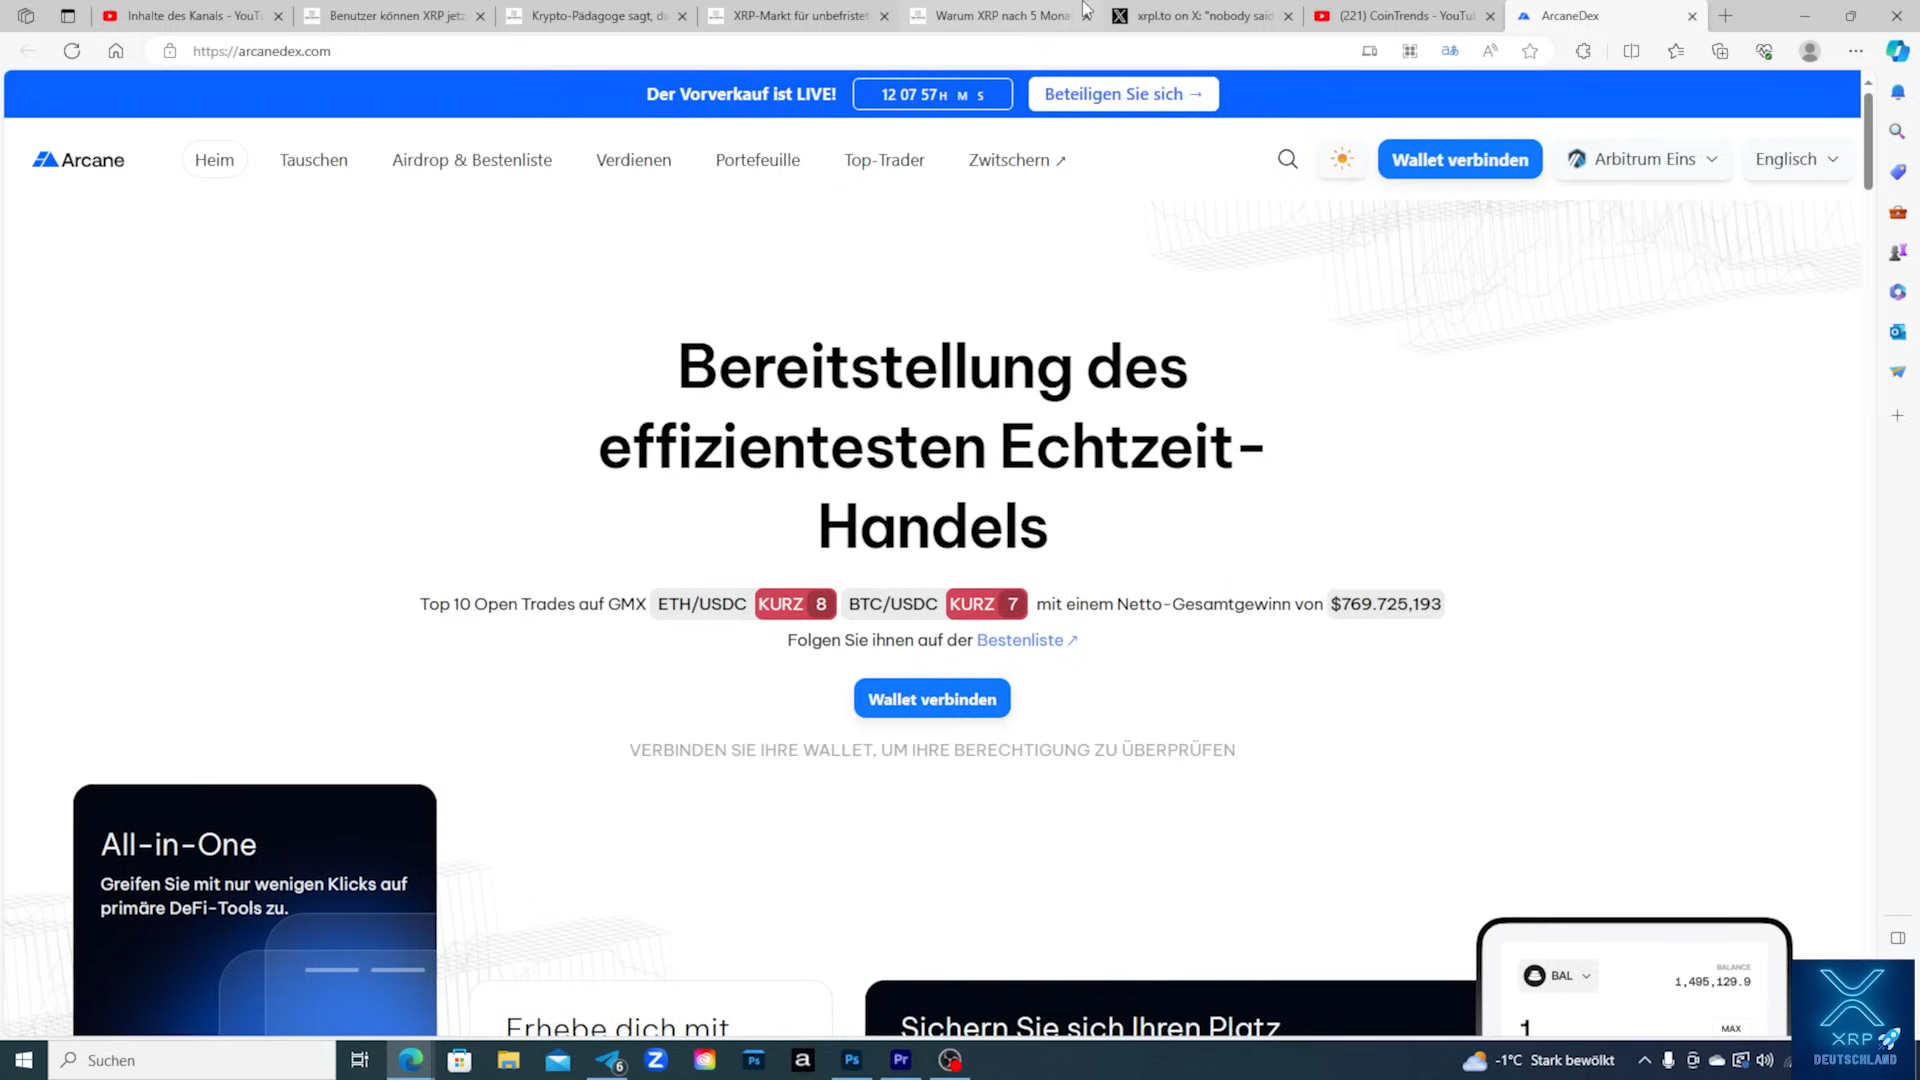 Inhalte des Kanals - YouT
Benutzer können XRP jetz
Krypto-Pädagoge sagt, d
XRP-Markt für unbefristet
Warum XRP nach 5 Mona
xrpl.to on X: "nobody said
(221) CoinTrends - YouTu
ArcaneDex
https://arcanedex.com
Der Vorverkauf ist LIVE!
12 07 57 H M S
Beteiligen Sie sich →
Arcane
Heim
Tauschen
Airdrop & Bestenliste
Verdienen
Portefeuille
Top-Trader
Zwitschern ↗
Wallet verbinden
Arbitrum Eins
Englisch
Bereitstellung des
effizientesten Echtzeit-
Handels
Top 10 Open Trades auf GMX ETH/USDC KURZ 8 BTC/USDC KURZ 7 mit einem Netto-Gesamtgewinn von $769.725,193
Folgen Sie ihnen auf der Bestenliste ↗
Wallet verbinden
VERBINDEN SIE IHRE WALLET, UM IHRE BERECHTIGUNG ZU ÜBERPRÜFEN
All-in-One
Greifen Sie mit nur wenigen Klicks auf
primäre DeFi-Tools zu.
Erhebe dich mit
Sichern Sie sich Ihren Platz
BAL
BALANCE
1,495,129.9
1
MAX
XRP
DEUTSCHLAND
Suchen
6
-1°C Stark bewölkt